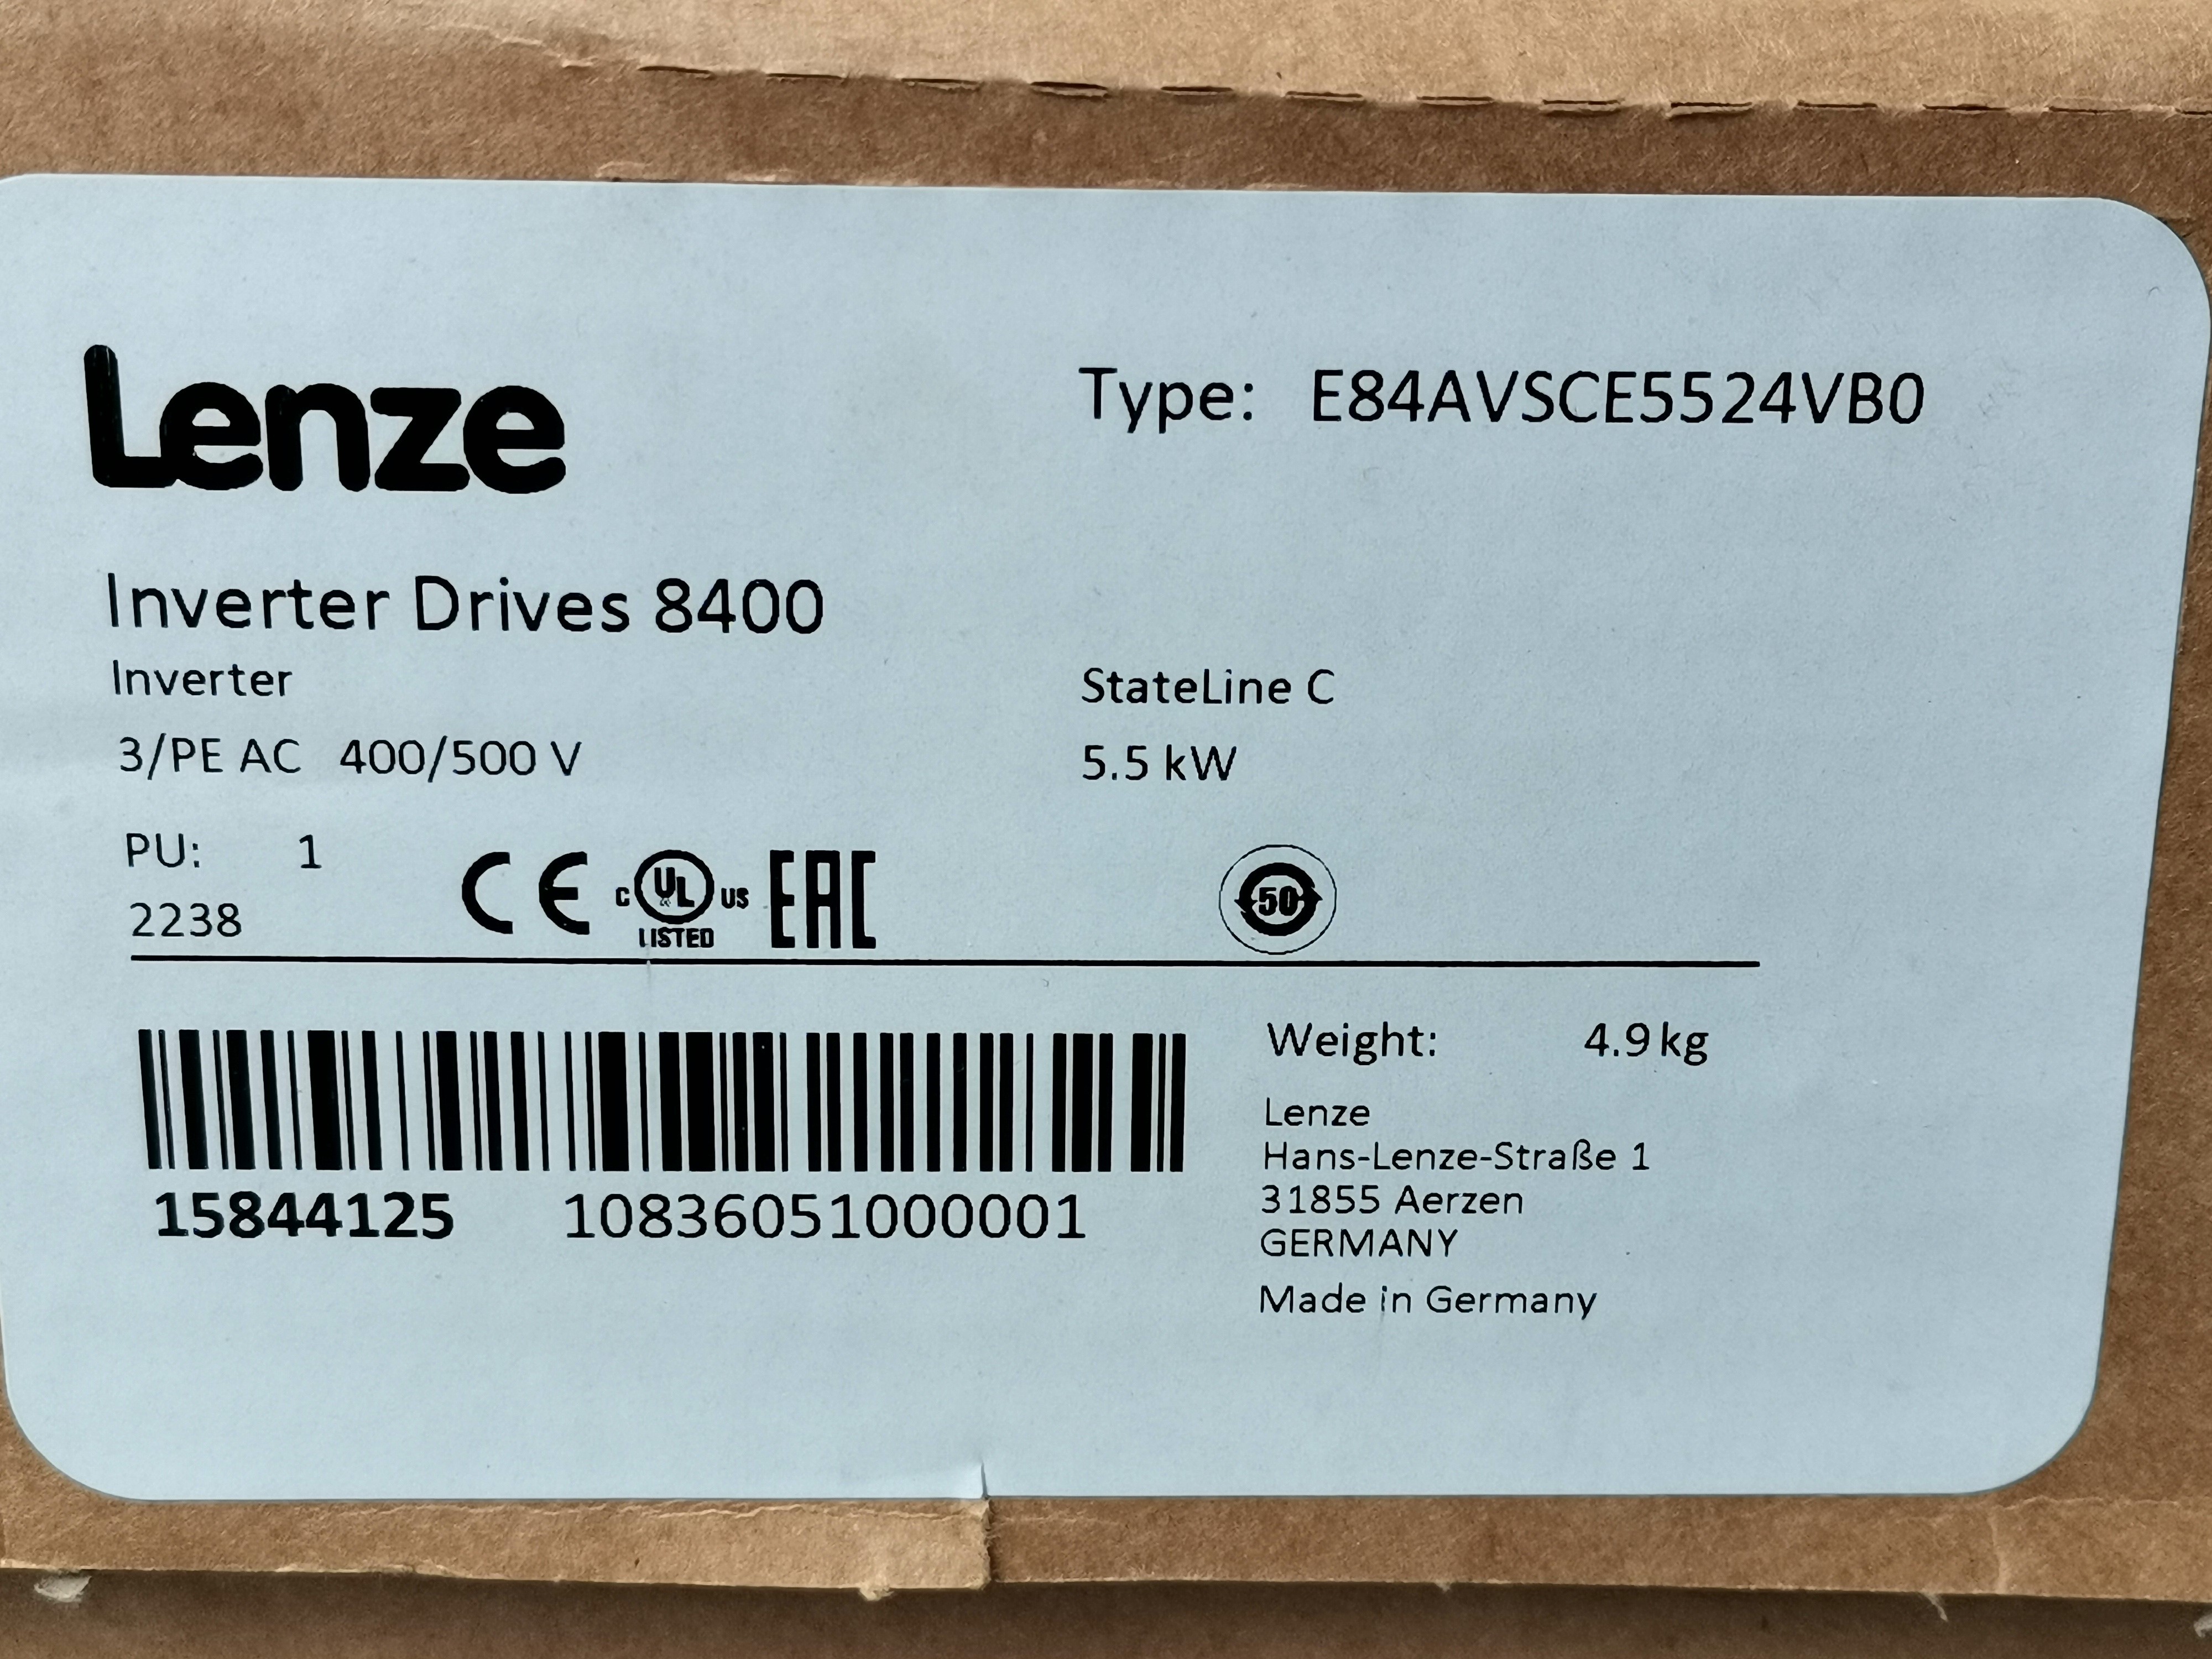 Lenze
Type: E84AVSCE5524VB0
Inverter Drives 8400
Inverter
StateLine C
3/PE AC 400/500 V
5.5 kW
PU: 1
2238
CE
C UL US
LISTED
EAC
50
15844125 10836051000001
Weight: 4.9 kg
Lenze
Hans-Lenze-Straße 1
31855 Aerzen
GERMANY
Made in Germany